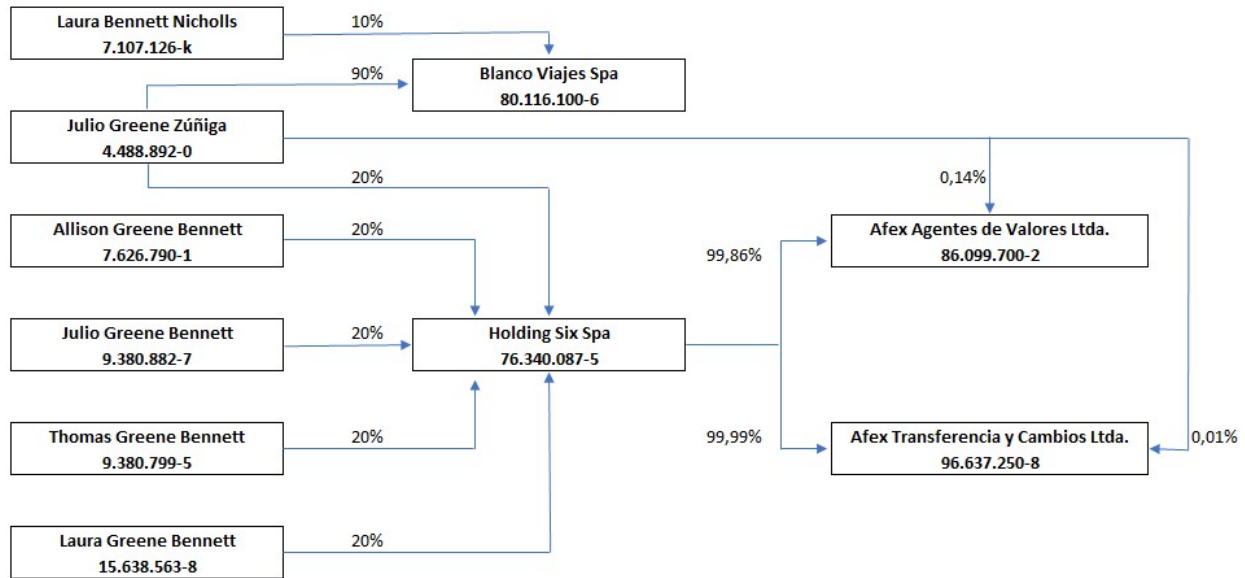 Laura Bennett Nicholls
7.107.126-k
10%
Blanco Viajes Spa
80.116.100-6
90%
Julio Greene Zúñiga
4.488.892-0
20%
0,14%
Allison Greene Bennett
7.626.790-1
20%
Afex Agentes de Valores Ltda.
86.099.700-2
99,86%
Julio Greene Bennett
9.380.882-7
20%
Holding Six Spa
76.340.087-5
Thomas Greene Bennett
9.380.799-5
20%
99,99%
Afex Transferencia y Cambios Ltda.
96.637.250-8
0,01%
Laura Greene Bennett
15.638.563-8
20%